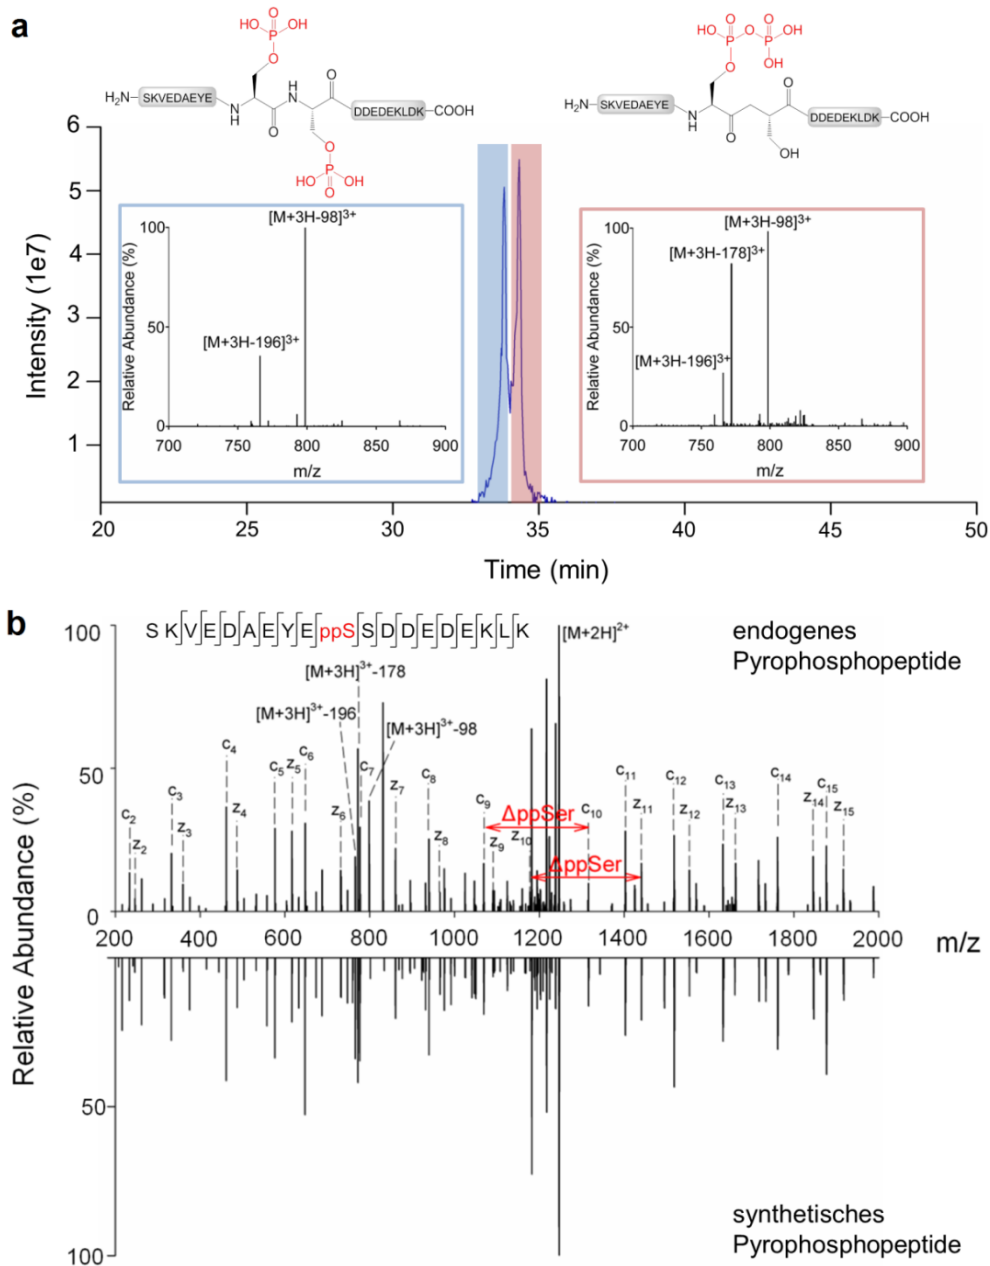 a
O
HO P OH
O
H2N SKVEDAEYE N H O H N O DDEDEKLDK COOH
O
HO P OH
O
O O
HO P O P OH
O OH
H2N SKVEDAEYE N H O O DDEDEKLDK COOH
OH
Intensity (1e7)
6
5
4
3
2
1
20 25 30 35 40 45 50
Time (min)
Relative Abundance (%)
100
50
0
[M+3H-98]3+
[M+3H-196]3+
700 750 800 850 900
m/z
Relative Abundance (%)
100
50
0
[M+3H-98]3+
[M+3H-178]3+
[M+3H-196]3+
700 750 800 850 900
m/z
b
S K V E D A E Y E ppS S D D E D E K L K
endogenes
Pyrophosphopeptide
[M+2H]2+
[M+3H]3+-178
[M+3H]3+-196
[M+3H]3+-98
c2 z2 c3 z3 c4 z4 c5 z5 c6 z6 c7 z7 c8 z8 c9 z9 z10 c10 c11 z11 c12 z12 c13 z13 c14 z14 c15 z15
ΔppSer
ΔppSer
Relative Abundance (%)
100
50
0
200 400 600 800 1000 1200 1400 1600 1800 2000 m/z
50
100
synthetisches
Pyrophosphopeptide